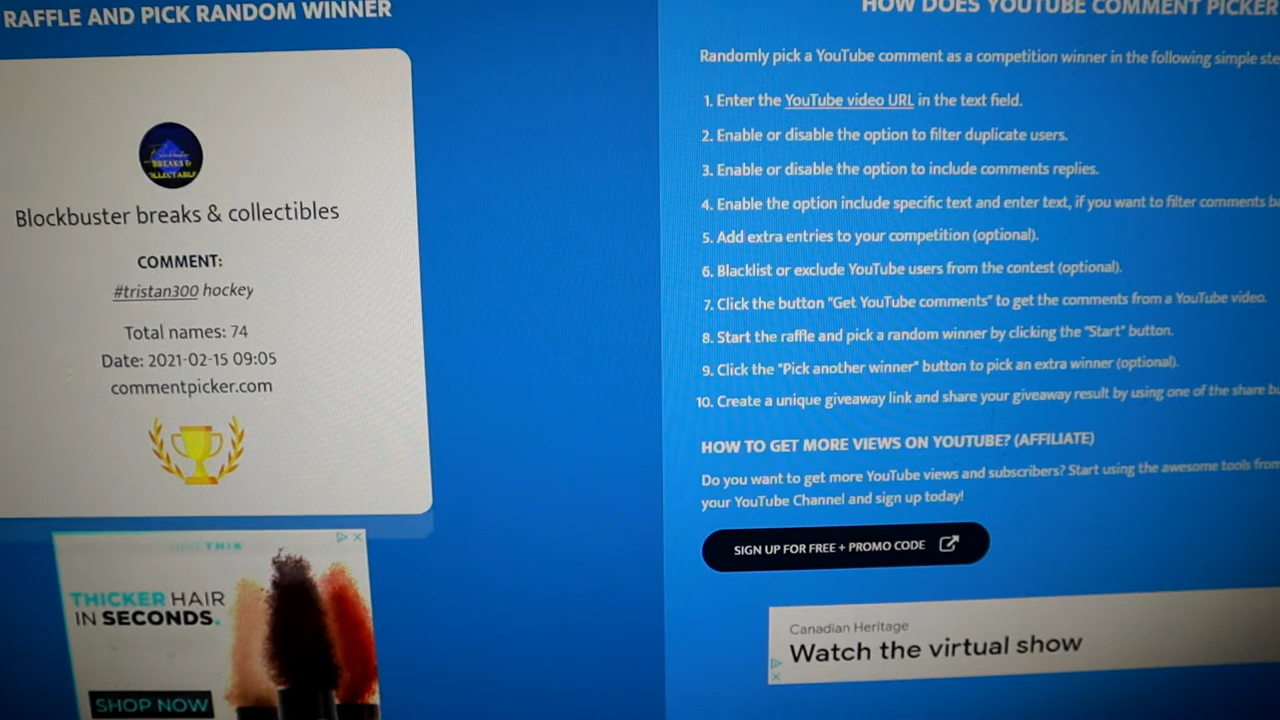 RAFFLE AND PICK RANDOM WINNER
BREAKS &
Blockbuster breaks & collectibles
COMMENT:
#tristan300 hockey
Total names: 74
Date: 2021-02-15 09:05
commentpicker.com
THIS
THICKER HAIR
IN SECONDS.
SHOP NOW
HOW DOES YOUTUBE COMMENT PICKER
Randomly pick a YouTube comment as a competition winner in the following simple ste
1. Enter the YouTube video URL in the text field.
2. Enable or disable the option to filter duplicate users.
3. Enable or disable the option to include comments replies.
4. Enable the option include specific text and enter text, if you want to filter comments ba
5. Add extra entries to your competition (optional).
6. Blacklist or exclude YouTube users from the contest (optional).
7. Click the button "Get YouTube comments" to get the comments from a YouTube video.
8. Start the raffle and pick a random winner by clicking the "Start" button.
9. Click the "Pick another winner" button to pick an extra winner (optional).
10. Create a unique giveaway link and share your giveaway result by using one of the share bu
HOW TO GET MORE VIEWS ON YOUTUBE? (AFFILIATE)
Do you want to get more YouTube views and subscribers? Start using the awesome tools from
your YouTube Channel and sign up today!
SIGN UP FOR FREE + PROMO CODE
Canadian Heritage
Watch the virtual show